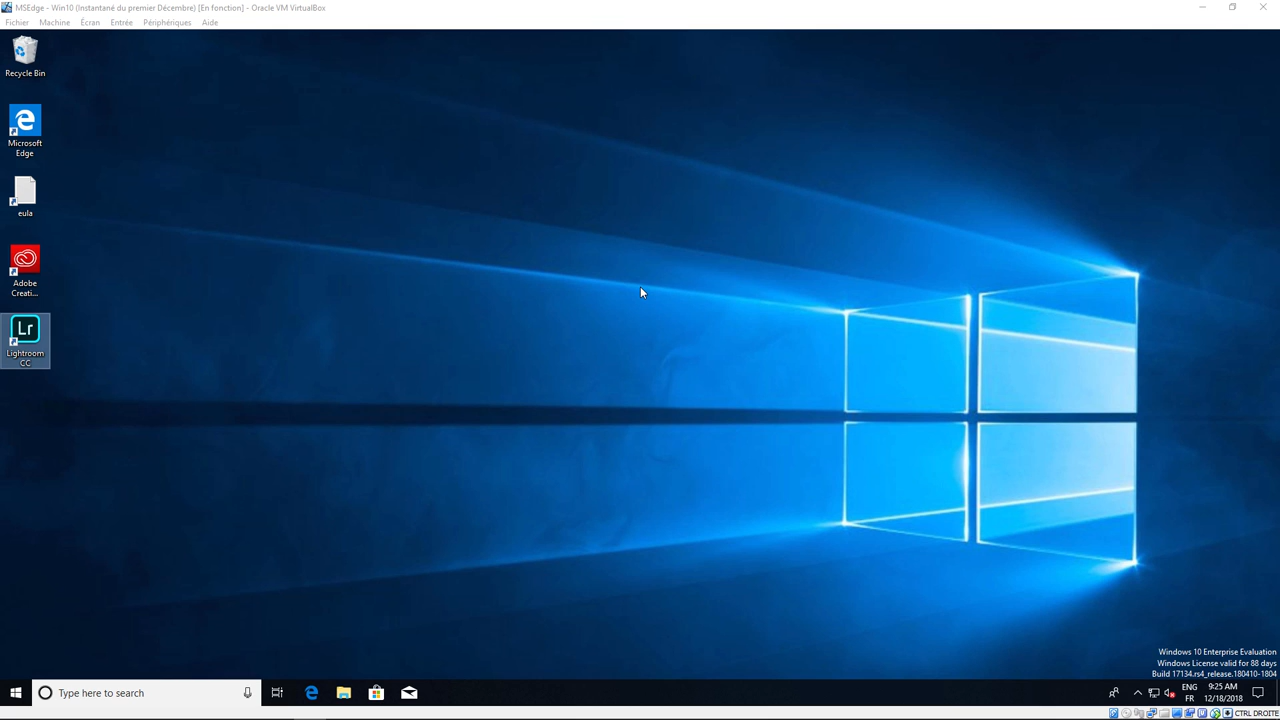 MSEdge - Win10 (Instantané du premier Décembre) [En fonction] - Oracle VM VirtualBox
Fichier Machine Écran Entrée Périphériques Aide
Recycle Bin
Microsoft
Edge
eula
Adobe
Creati...
Lr
Lightroom
CC
Windows 10 Enterprise Evaluation
Windows License valid for 88 days
Build 17134.rs4_release.180410-1804
Type here to search
ENG
FR
9:25 AM
12/18/2018
CTRL DROITE